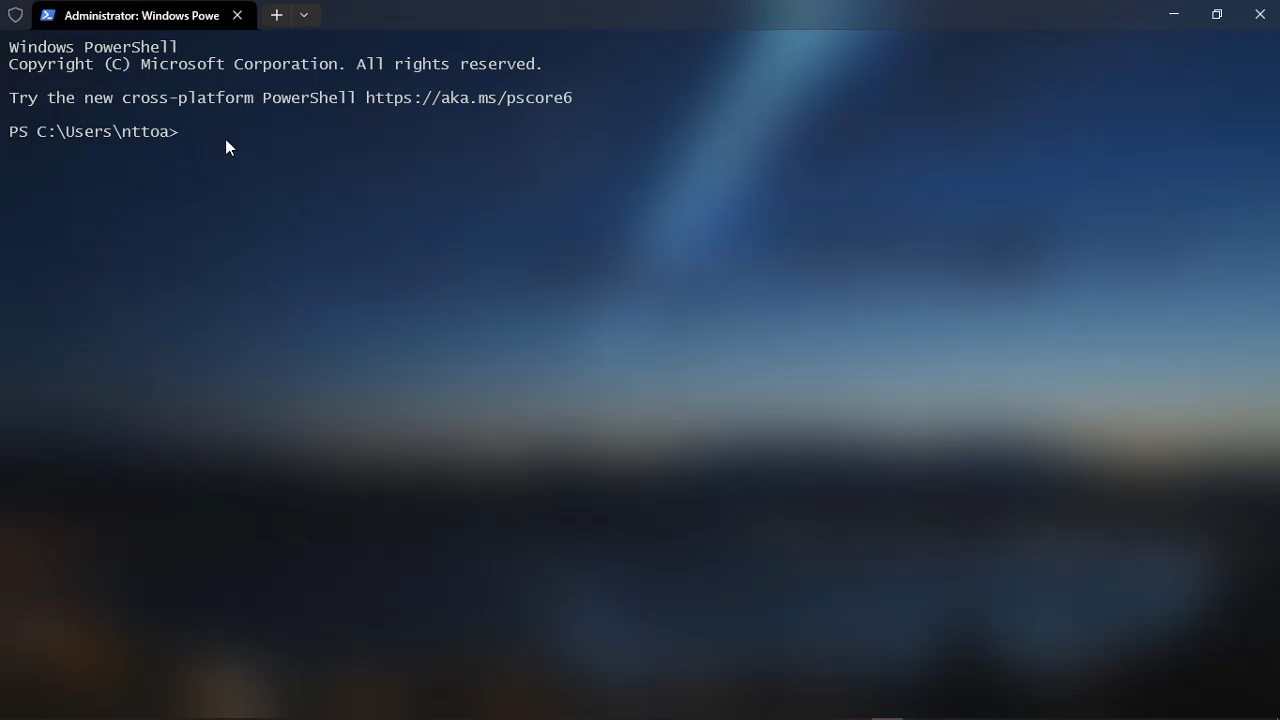 Administrator: Windows Powe
Windows PowerShell
Copyright (C) Microsoft Corporation. All rights reserved.
Try the new cross-platform PowerShell https://aka.ms/pscore6
PS C:\Users\nttoa>